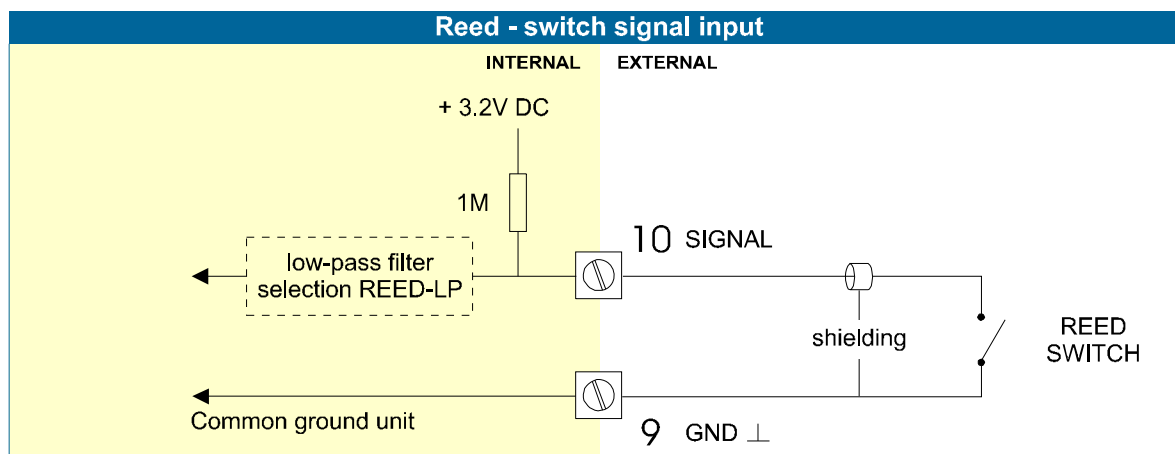 Reed - switch signal input
INTERNAL
EXTERNAL
+ 3.2V DC
1M
10 SIGNAL
low-pass filter
selection REED-LP
shielding
REED
SWITCH
Common ground unit
9 GND ⊥